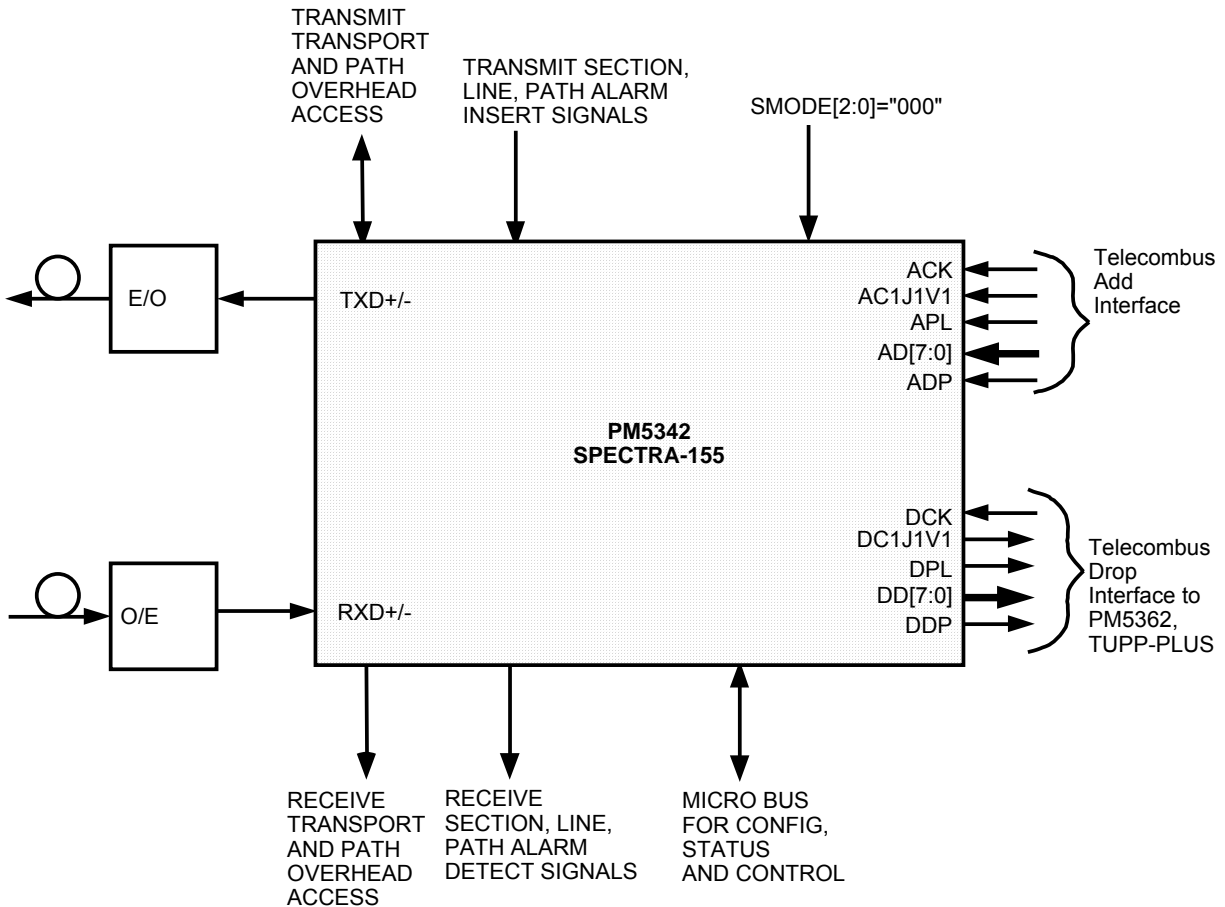 TRANSMIT
TRANSPORT
AND PATH
OVERHEAD
ACCESS
TRANSMIT SECTION,
LINE, PATH ALARM
INSERT SIGNALS
SMODE[2:0]="000"
E/O
TXD+/-
ACK
AC1J1V1
APL
AD[7:0]
ADP
Telecombus
Add
Interface
PM5342
SPECTRA-155
O/E
RXD+/-
DCK
DC1J1V1
DPL
DD[7:0]
DDP
Telecombus
Drop
Interface to
PM5362,
TUPP-PLUS
RECEIVE
TRANSPORT
AND PATH
OVERHEAD
ACCESS
RECEIVE
SECTION, LINE,
PATH ALARM
DETECT SIGNALS
MICRO BUS
FOR CONFIG,
STATUS
AND CONTROL